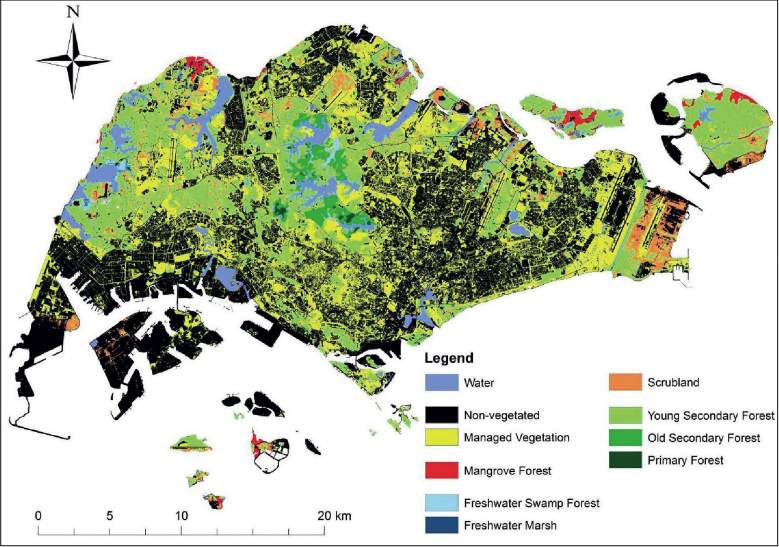 N
Legend
Water
Non-vegetated
Managed Vegetation
Mangrove Forest
Freshwater Swamp Forest
Freshwater Marsh
Scrubland
Young Secondary Forest
Old Secondary Forest
Primary Forest
0 5 10 20 km